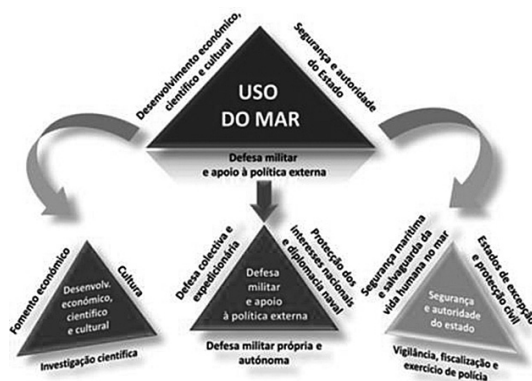 Desenvolvimento económico,
científico e cultural
Segurança e autoridade
do Estado
USO
DO MAR
Defesa militar
e apoio à política externa
Fomento económico
Cultura
Desenvolv.
económico,
científico
e cultural
Investigação científica
Defesa colectiva e
expedicionária
Protecção dos
interesses nacionais
e diplomacia naval
Defesa
militar
e apoio
à política externa
Defesa militar própria e
autónoma
Segurança marítima
e salvaguarda da
vida humana no mar
Estados de excepção
e protecção civil
Segurança
e autoridade
do estado
Vigilância, fiscalização e
exercício de polícia